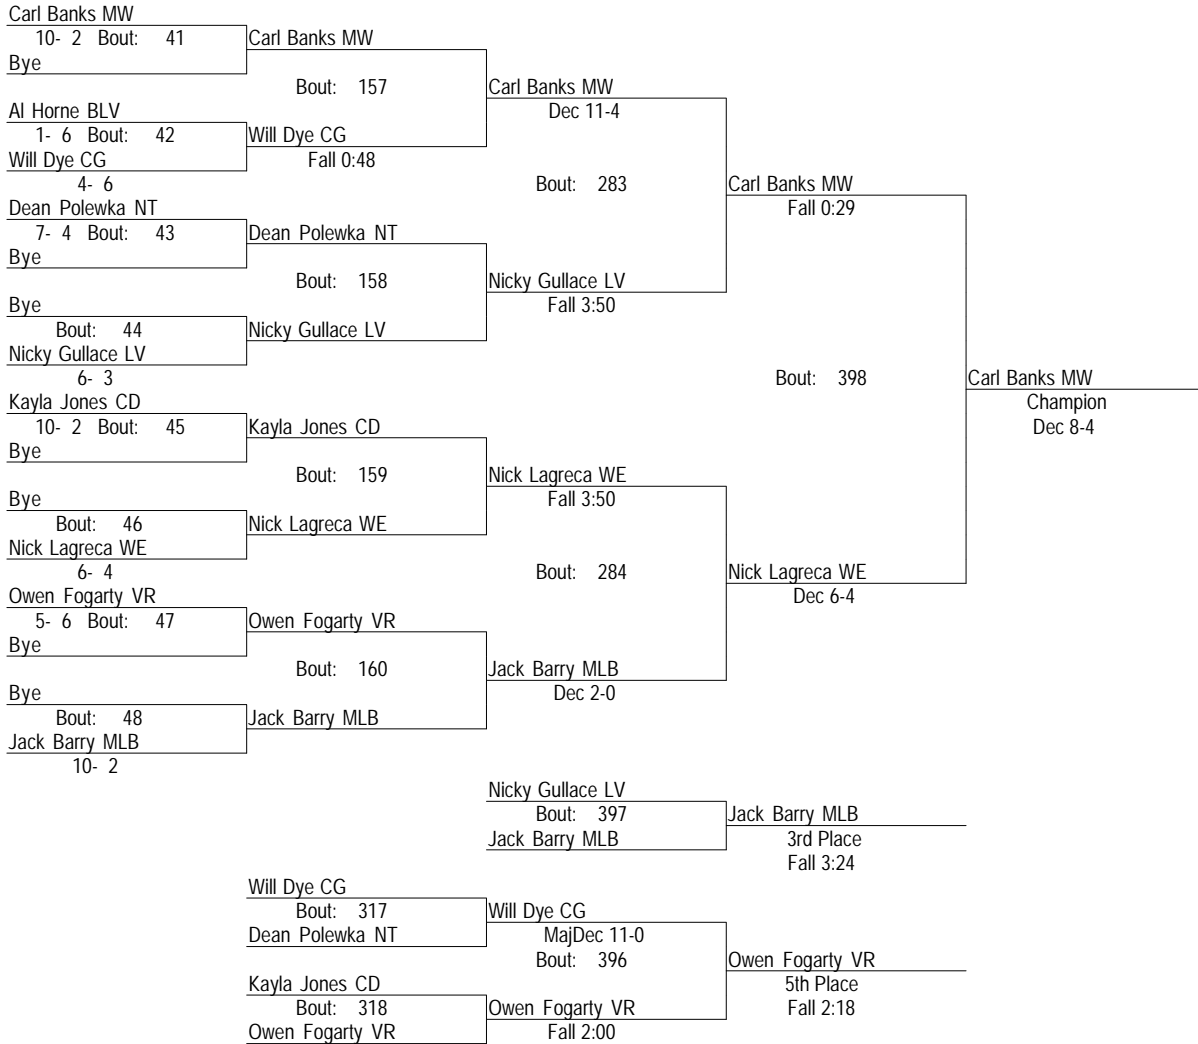 Carl Banks MW
10- 2 Bout: 41
Bye
Carl Banks MW
Bout: 157
Al Horne BLV
1- 6 Bout: 42
Will Dye CG
4- 6
Will Dye CG
Fall 0:48
Carl Banks MW
Dec 11-4
Bout: 283
Dean Polewka NT
7- 4 Bout: 43
Bye
Dean Polewka NT
Bout: 158
Bye
Bout: 44
Nicky Gullace LV
6- 3
Nicky Gullace LV
Nicky Gullace LV
Fall 3:50
Carl Banks MW
Fall 0:29
Bout: 398
Kayla Jones CD
10- 2 Bout: 45
Bye
Kayla Jones CD
Bout: 159
Bye
Bout: 46
Nick Lagreca WE
6- 4
Nick Lagreca WE
Nick Lagreca WE
Fall 3:50
Bout: 284
Owen Fogarty VR
5- 6 Bout: 47
Bye
Owen Fogarty VR
Bout: 160
Bye
Bout: 48
Jack Barry MLB
10- 2
Jack Barry MLB
Jack Barry MLB
Dec 2-0
Nick Lagreca WE
Dec 6-4
Carl Banks MW
Champion
Dec 8-4
Nicky Gullace LV
Bout: 397
Jack Barry MLB
Jack Barry MLB
3rd Place
Fall 3:24
Will Dye CG
Bout: 317
Dean Polewka NT
Will Dye CG
MajDec 11-0
Bout: 396
Kayla Jones CD
Bout: 318
Owen Fogarty VR
Owen Fogarty VR
Fall 2:00
Owen Fogarty VR
5th Place
Fall 2:18